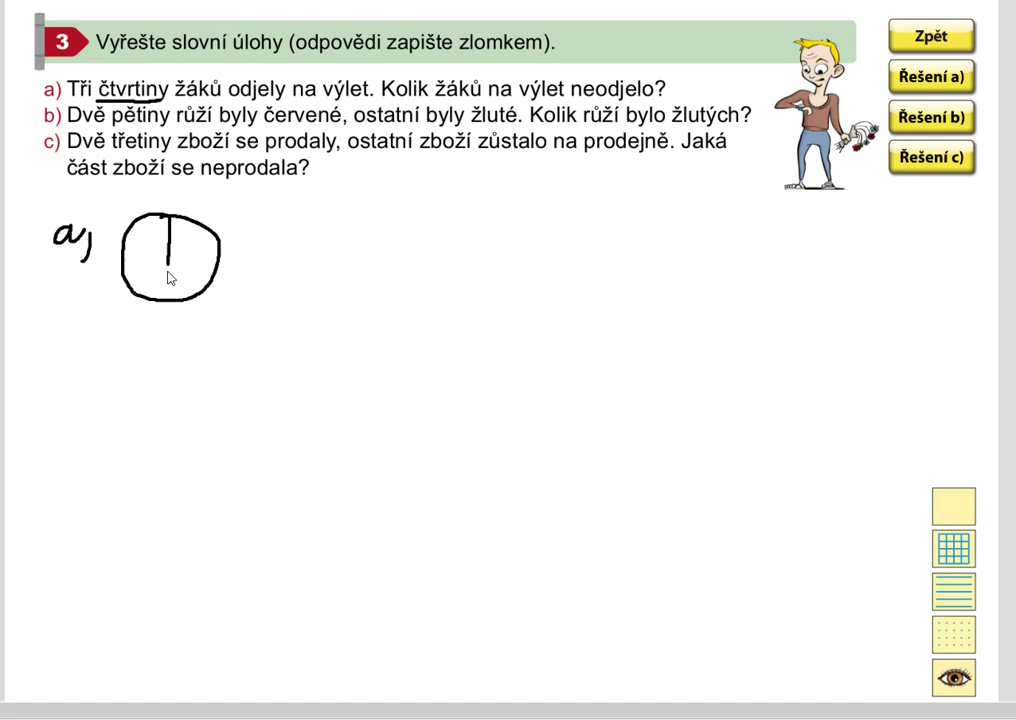 3 Vyřešte slovní úlohy (odpovědi zapište zlomkem).
a) Tři čtvrtiny žáků odjely na výlet. Kolik žáků na výlet neodjelo?
b) Dvě pětiny růží byly červené, ostatní byly žluté. Kolik růží bylo žlutých?
c) Dvě třetiny zboží se prodaly, ostatní zboží zůstalo na prodejně. Jaká
část zboží se neprodala?
Zpět
Řešení a)
Řešení b)
Řešení c)
a)